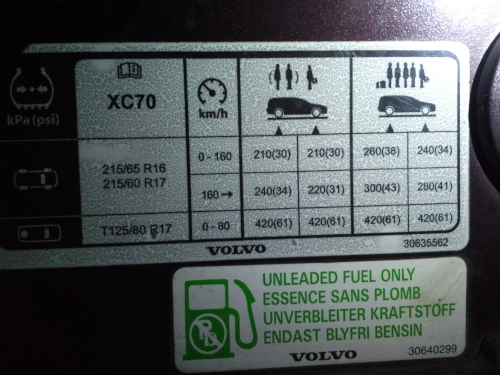 kPa(psi)
XC70
km/h
215/65 R16
215/60 R17
0 - 160
210(30)
210(30)
260(38)
240(34)
160→
240(34)
220(31)
300(43)
280(41)
T125/80 R17
0 - 80
420(61)
420(61)
420(61)
420(61)
VOLVO
30635562
UNLEADED FUEL ONLY
ESSENCE SANS PLOMB
UNVERBLEITER KRAFTSTOFF
ENDAST BLYFRI BENSIN
VOLVO
30640299